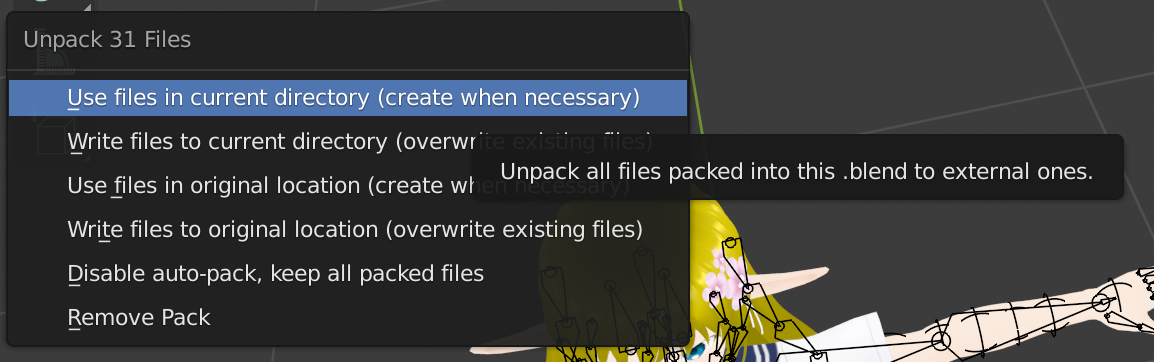 Unpack 31 Files
Use files in current directory (create when necessary)
Write files to current directory (overwrite existing files)
Unpack all files packed into this .blend to external ones.
Use files in original location (create when necessary)
Write files to original location (overwrite existing files)
Disable auto-pack, keep all packed files
Remove Pack